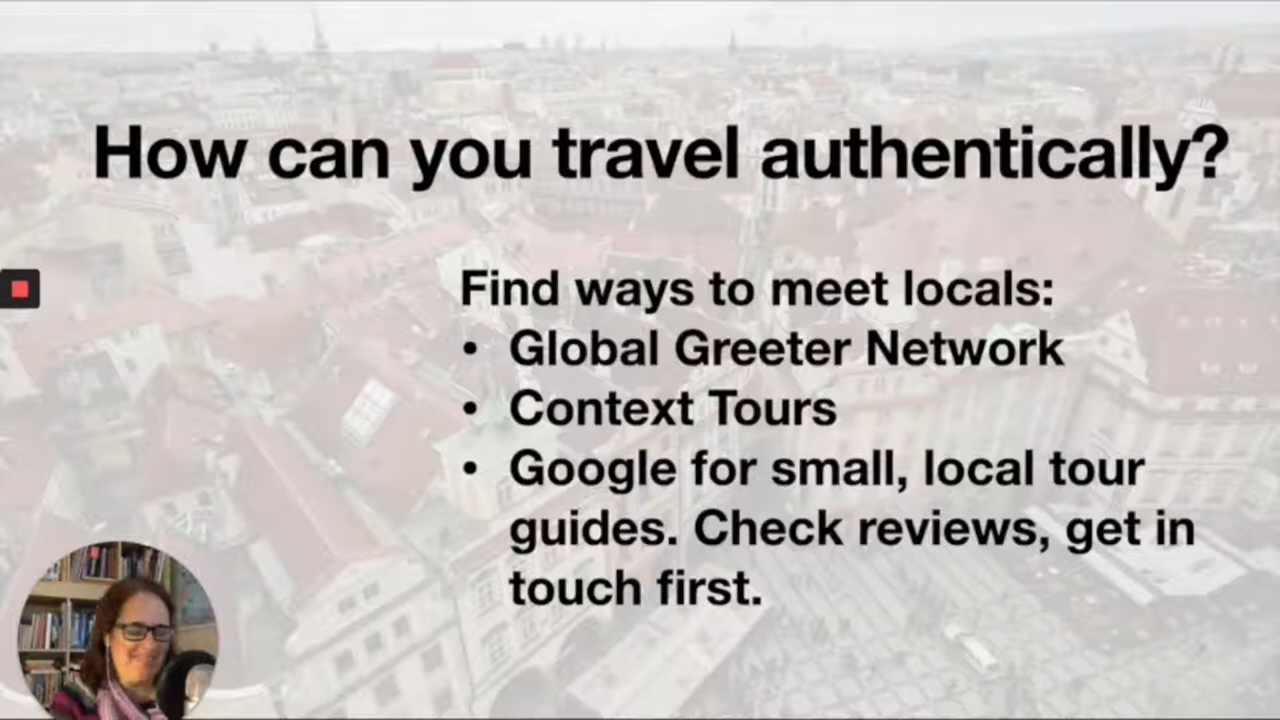 How can you travel authentically?
Find ways to meet locals:
• Global Greeter Network
• Context Tours
• Google for small, local tour
guides. Check reviews, get in
touch first.